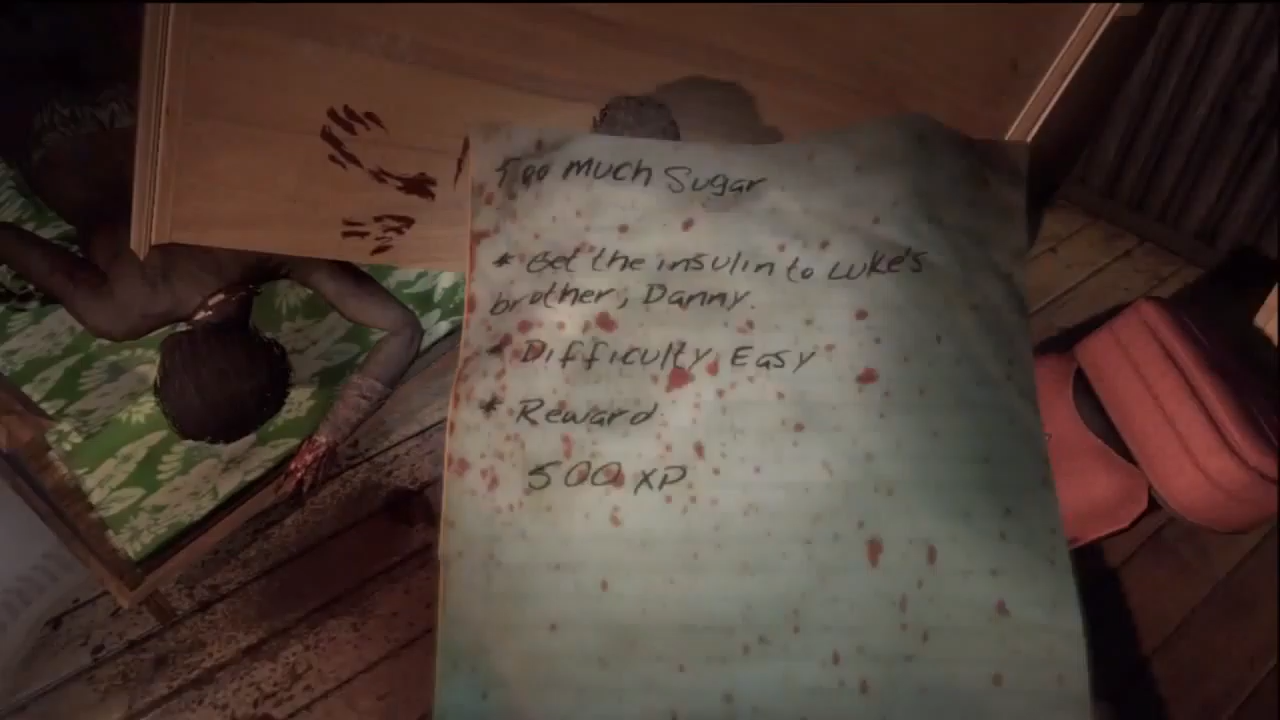 Too much Sugar
* Get the insulin to Luke's
brother, Danny.
* Difficulty Easy
* Reward
500 XP